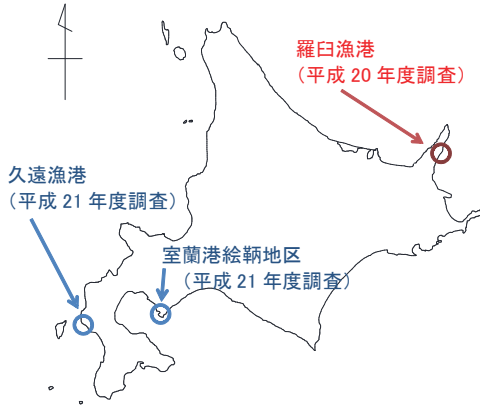 羅臼漁港
（平成 20 年度調査）
久遠漁港
（平成 21 年度調査）
室蘭港絵鞆地区
（平成 21 年度調査）